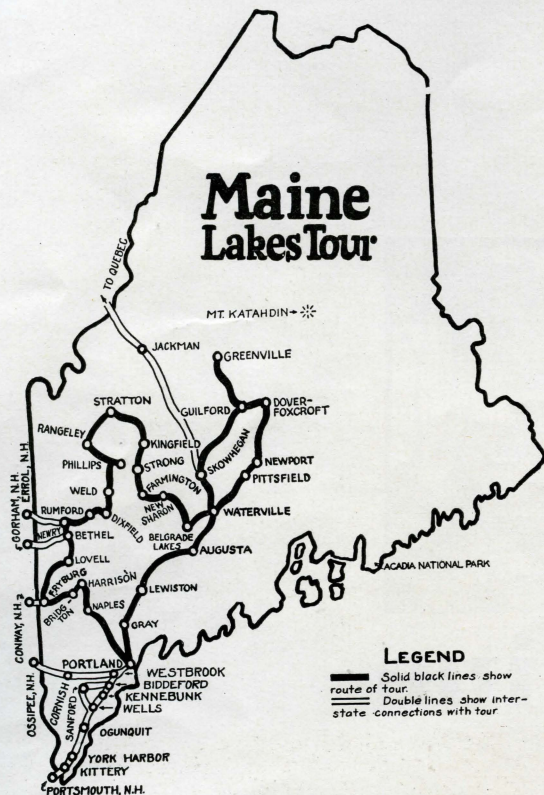 Maine
Lakes Tour
TO QUEBEC
MT. KATAHDIN
JACKMAN
GREENVILLE
STRATTON
GUILFORD
DOVER-
FOXCROFT
RANGELEY
KINGFIELD
SKOWHEGAN
PHILLIPS
STRONG
NEWPORT
FARMINGTON
PITTSFIELD
WELD
NEW
SHARON
ERROL, N.H.
GORHAM, N.H.
RUMFORD
DIXFIELD
WATERVILLE
NEWRY
BETHEL
BELGRADE
LAKES
AUGUSTA
LOVELL
ACADIA NATIONAL PARK
FRYBURG
HARRISON
LEWISTON
CONWAY, N.H.
BRIDG-
TON
NAPLES
GRAY
PORTLAND
WESTBROOK
BIDDEFORD
KENNEBUNK
WELLS
OSSIPEE, N.H.
CORNISH
SANFORD
OGUNQUIT
YORK HARBOR
KITTERY
PORTSMOUTH, N.H.
LEGEND
Solid black lines show
route of tour.
Double lines show inter-
state connections with tour